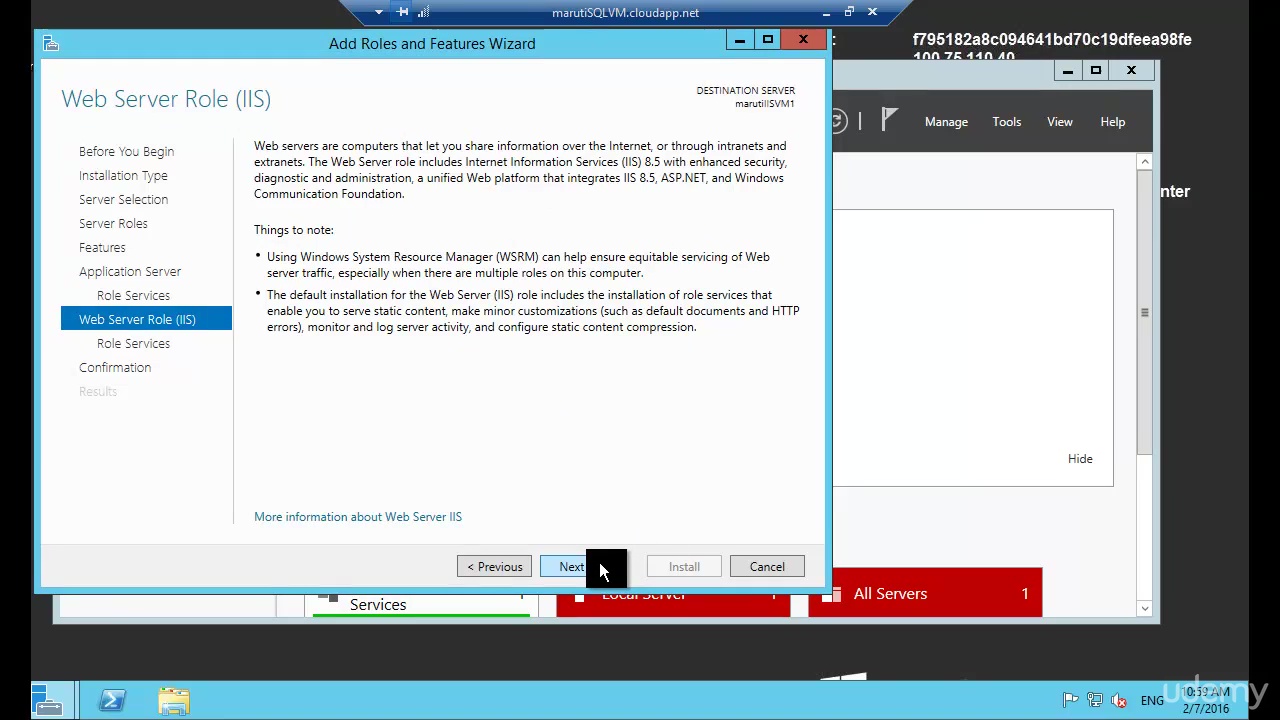 marutiSQLVM.cloudapp.net
Add Roles and Features Wizard
f795182a8c094641bd70c19dfeea98fe
100.75.110.40
Web Server Role (IIS)
DESTINATION SERVER
marutiIISVM1
Manage Tools View Help
Before You Begin
Installation Type
Server Selection
Server Roles
Features
Application Server
Role Services
Web Server Role (IIS)
Role Services
Confirmation
Results
Web servers are computers that let you share information over the Internet, or through intranets and
extranets. The Web Server role includes Internet Information Services (IIS) 8.5 with enhanced security,
diagnostic and administration, a unified Web platform that integrates IIS 8.5, ASP.NET, and Windows
Communication Foundation.
Things to note:
• Using Windows System Resource Manager (WSRM) can help ensure equitable servicing of Web
server traffic, especially when there are multiple roles on this computer.
• The default installation for the Web Server (IIS) role includes the installation of role services that
enable you to serve static content, make minor customizations (such as default documents and HTTP
errors), monitor and log server activity, and configure static content compression.
More information about Web Server IIS
nter
Hide
< Previous Next Install Cancel
Services
Local Server 1
All Servers 1
ENG
10:59 AM
2/7/2016
udemy